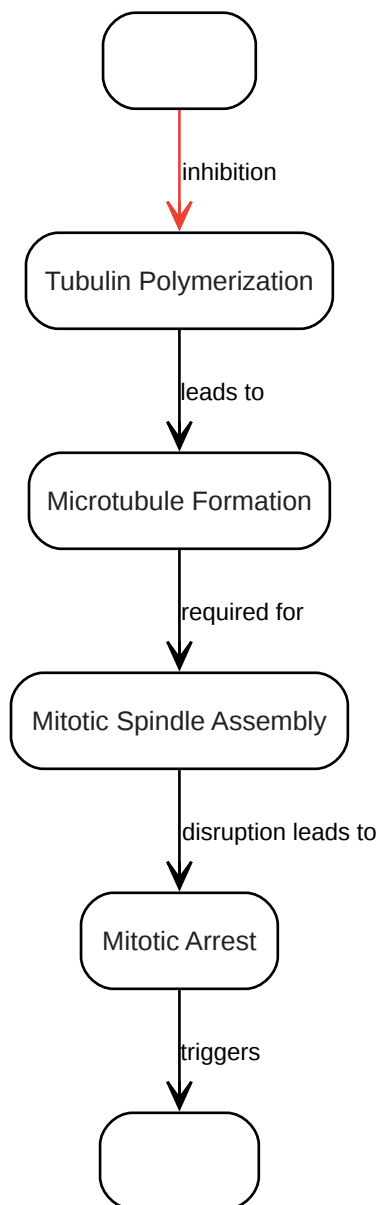 inhibition
Tubulin Polymerization
leads to
Microtubule Formation
required for
Mitotic Spindle Assembly
disruption leads to
Mitotic Arrest
triggers